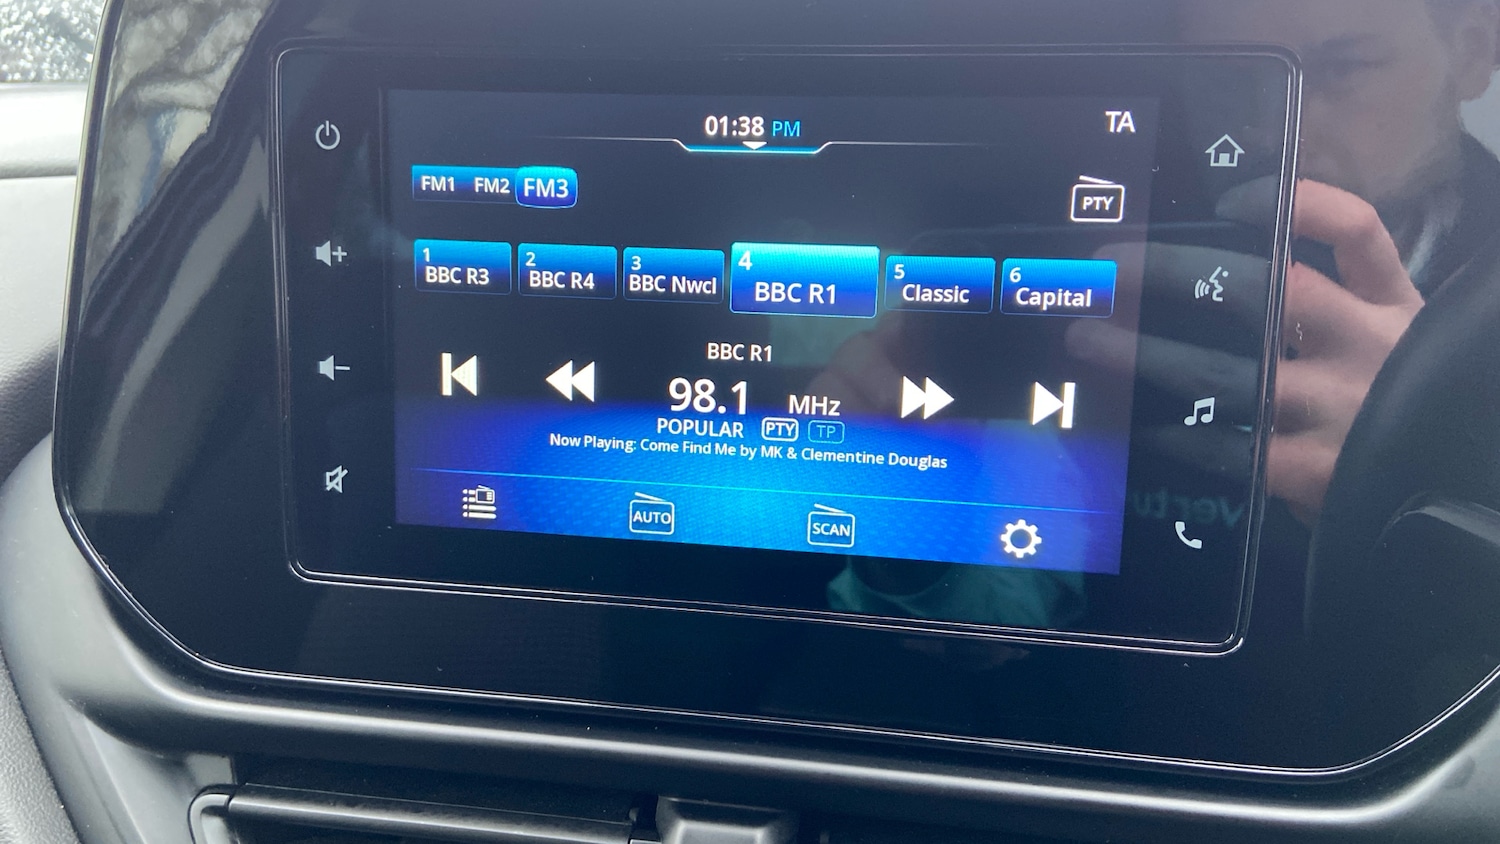 01:38 PM
TA
FM1 FM2 FM3
PTY
1 BBC R3
2 BBC R4
3 BBC Nwcl
4 BBC R1
5 Classic
6 Capital
BBC R1
98.1 MHz
POPULAR PTY TP
Now Playing: Come Find Me by MK & Clementine Douglas
AUTO
SCAN